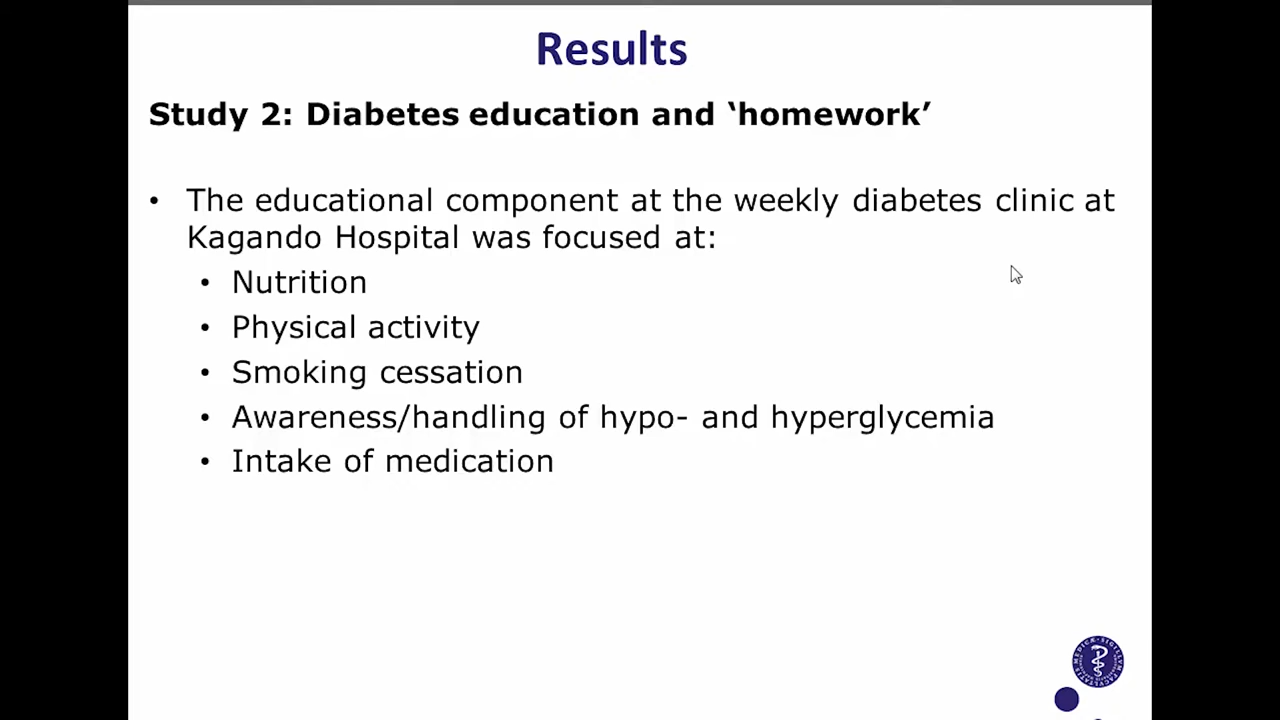 Results
Study 2: Diabetes education and ‘homework’
• The educational component at the weekly diabetes clinic at
Kagando Hospital was focused at:
• Nutrition
• Physical activity
• Smoking cessation
• Awareness/handling of hypo- and hyperglycemia
• Intake of medication